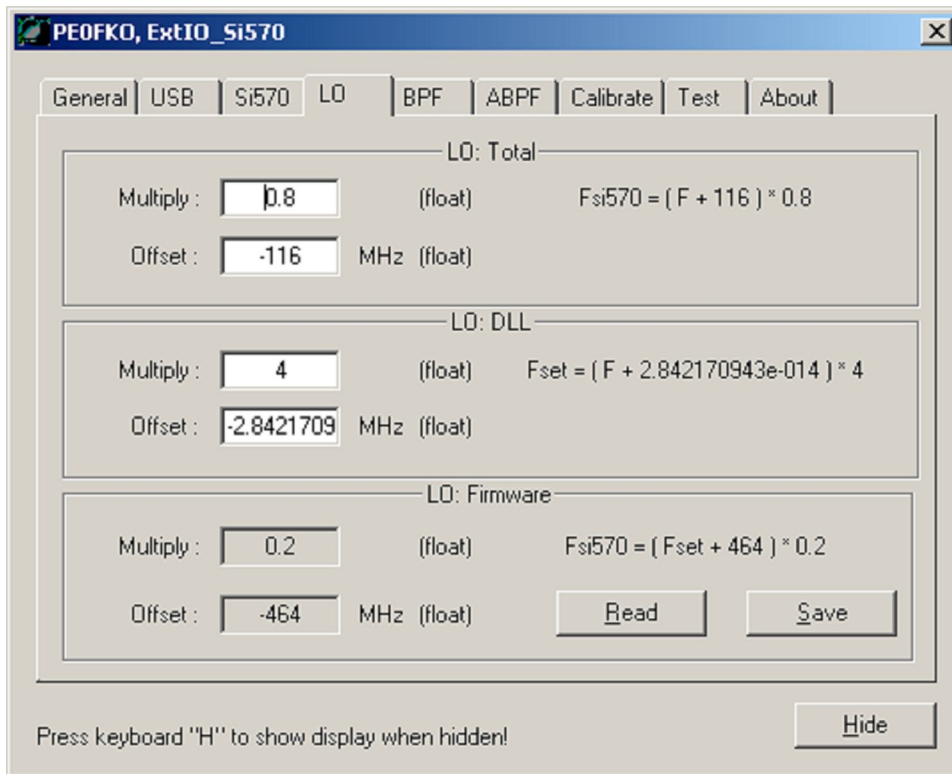 PE0FKO, ExtIO_Si570
General USB Si570 LO BPF ABPF Calibrate Test About
LO: Total
Multiply : 0.8 (float) Fsi570 = ( F + 116 ) * 0.8
Offset : -116 MHz (float)
LO: DLL
Multiply : 4 (float) Fset = ( F + 2.842170943e-014 ) * 4
Offset : -2.8421709 MHz (float)
LO: Firmware
Multiply : 0.2 (float) Fsi570 = ( Fset + 464 ) * 0.2
Offset : -464 MHz (float) Read Save
Press keyboard "H" to show display when hidden! Hide